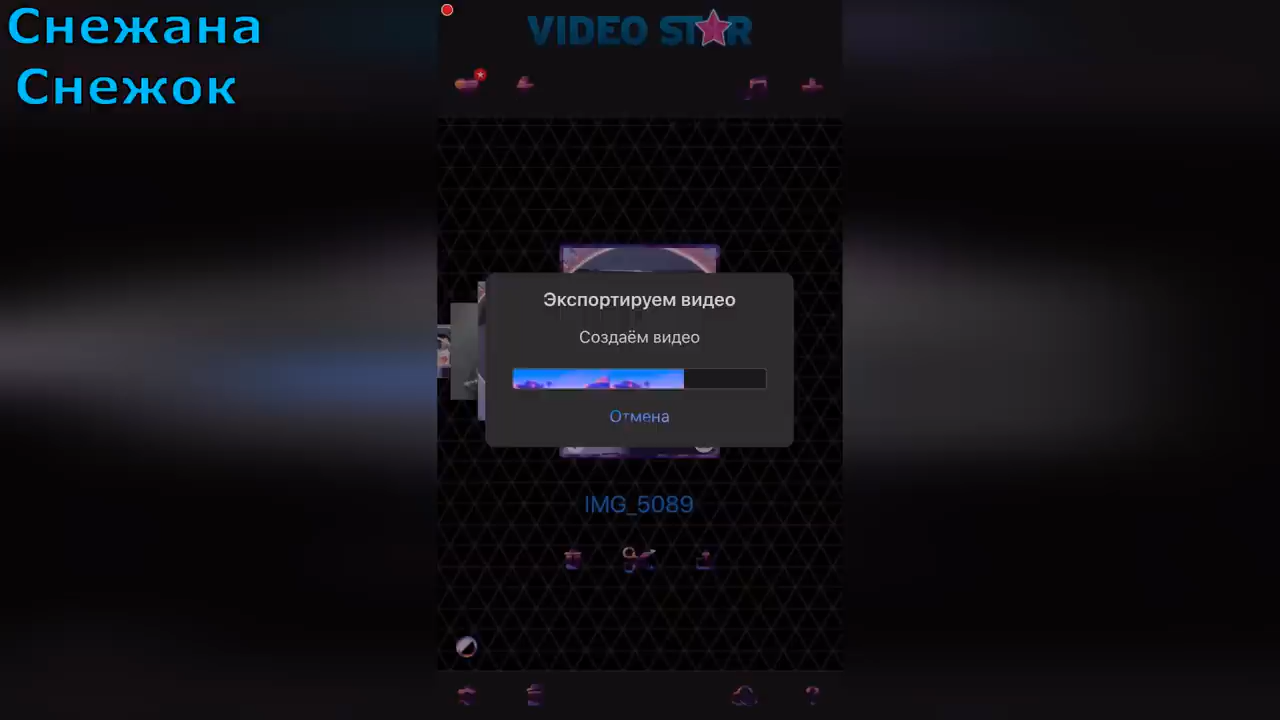 Снежана
Снежок
VIDEO STAR
Экспортируем видео
Создаём видео
Отмена
IMG_5089